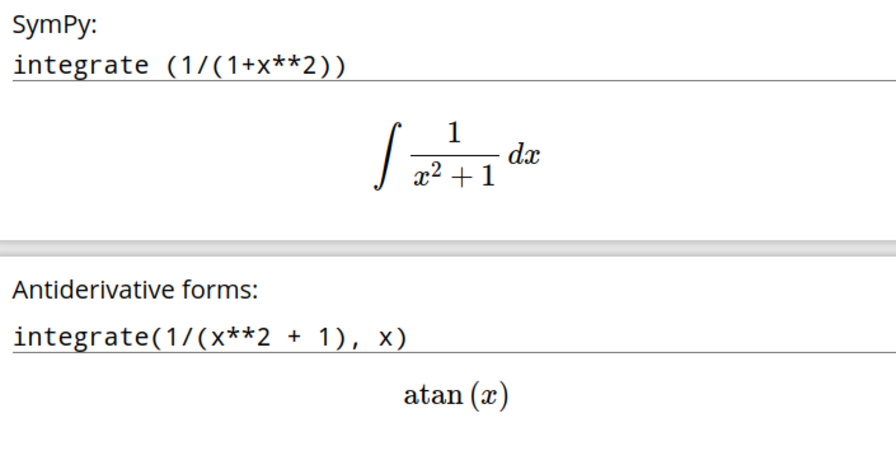 SymPy:
integrate (1/(1+x**2))
∫ 1/(x² + 1) dx
Antiderivative forms:
integrate(1/(x**2 + 1), x)
atan (x)